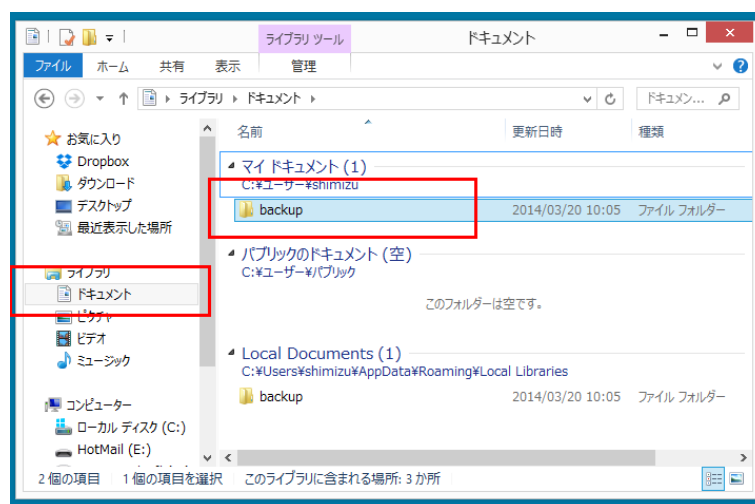 ライブラリ ツール
ドキュメント
ファイル ホーム 共有 表示 管理
ライブラリ ドキュメント
ドキュメン...
お気に入り
Dropbox
ダウンロード
デスクトップ
最近表示した場所
ライブラリ
ドキュメント
ピクチャ
ビデオ
ミュージック
コンピューター
ローカル ディスク (C:)
HotMail (E:)
名前 更新日時 種類
マイ ドキュメント (1)
C:¥ユーザー¥shimizu
backup 2014/03/20 10:05 ファイル フォルダー
パブリックのドキュメント (空)
C:¥ユーザー¥パブリック
このフォルダーは空です。
Local Documents (1)
C:¥Users¥shimizu¥AppData¥Roaming¥Local Libraries
backup 2014/03/20 10:05 ファイル フォルダー
2 個の項目 1 個の項目を選択 このライブラリに含まれる場所: 3 か所